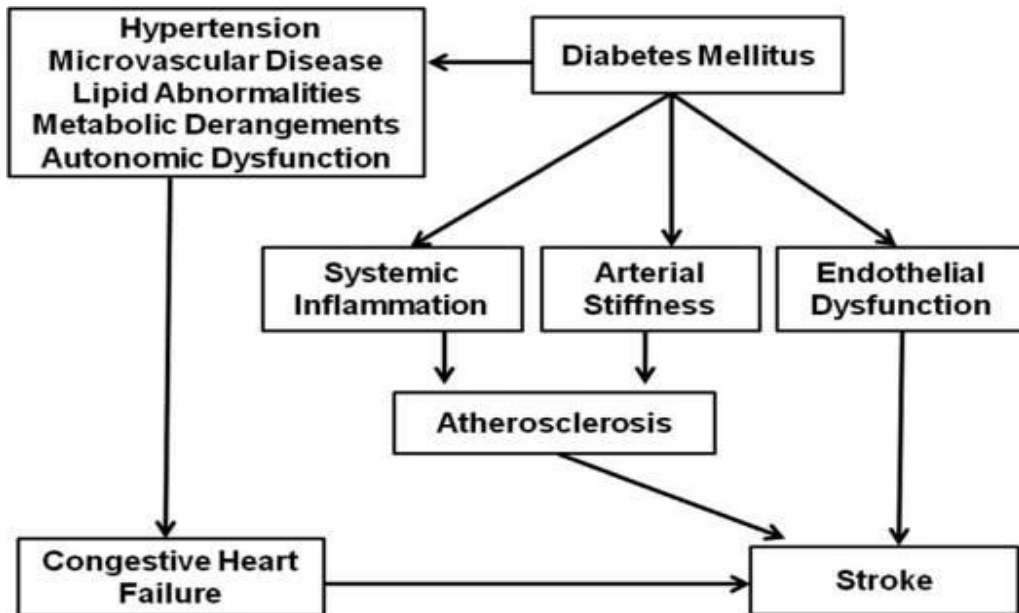 Hypertension
Microvascular Disease
Lipid Abnormalities
Metabolic Derangements
Autonomic Dysfunction
Diabetes Mellitus
Systemic
Inflammation
Arterial
Stiffness
Endothelial
Dysfunction
Atherosclerosis
Congestive Heart
Failure
Stroke